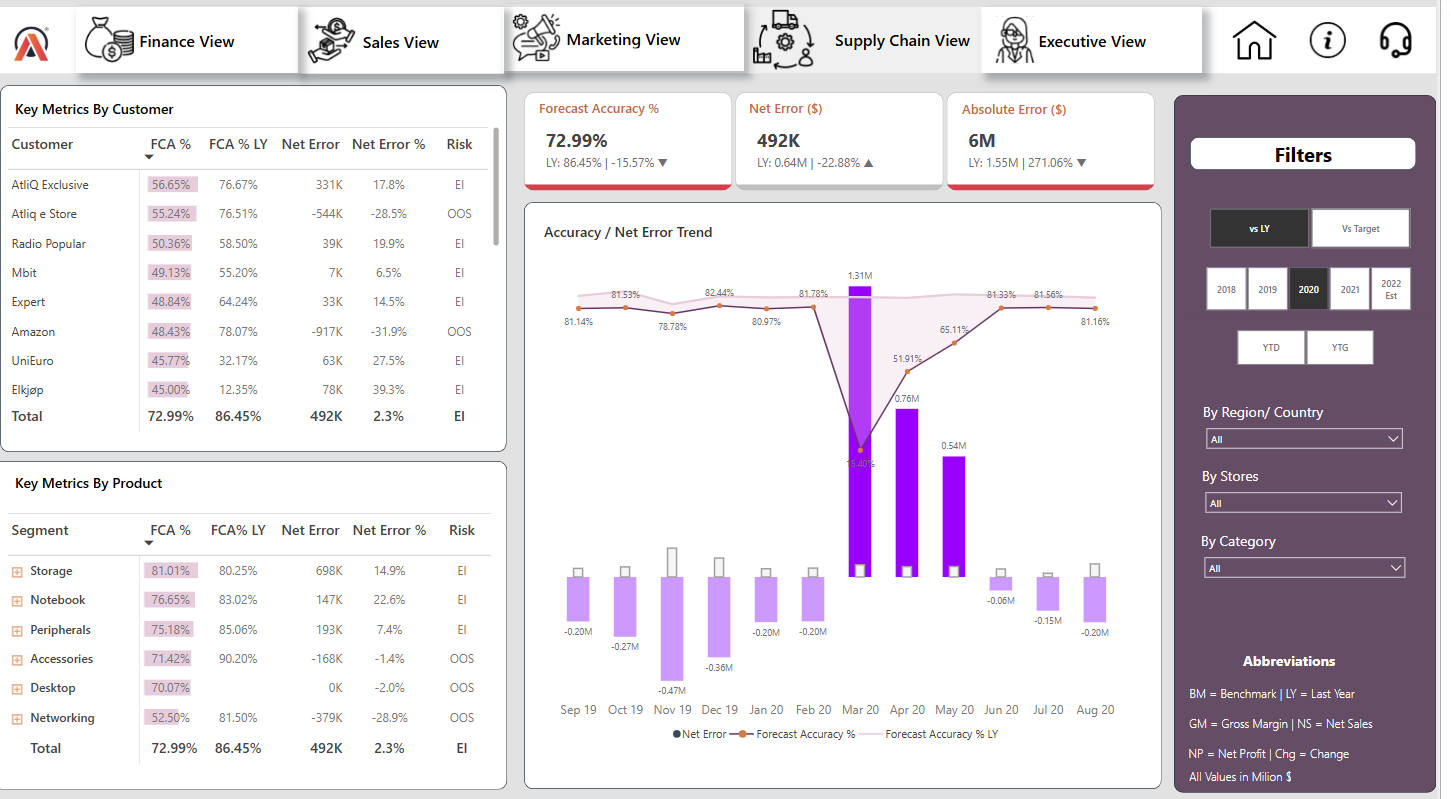 Finance View
Sales View
Marketing View
Supply Chain View
Executive View
Key Metrics By Customer
Customer FCA % FCA % LY Net Error Net Error % Risk
AtliQ Exclusive 56.65% 76.67% 331K 17.8% EI
Atliq e Store 55.24% 76.51% -544K -28.5% OOS
Radio Popular 50.36% 58.50% 39K 19.9% EI
Mbit 49.13% 55.20% 7K 6.5% EI
Expert 48.84% 64.24% 33K 14.5% EI
Amazon 48.43% 78.07% -917K -31.9% OOS
UniEuro 45.77% 32.17% 63K 27.5% EI
Elkjøp 45.00% 12.35% 78K 39.3% EI
Total 72.99% 86.45% 492K 2.3% EI
Key Metrics By Product
Segment FCA % FCA% LY Net Error Net Error % Risk
Storage 81.01% 80.25% 698K 14.9% EI
Notebook 76.65% 83.02% 147K 22.6% EI
Peripherals 75.18% 85.06% 193K 7.4% EI
Accessories 71.42% 90.20% -168K -1.4% OOS
Desktop 70.07% 0K -2.0% OOS
Networking 52.50% 81.50% -379K -28.9% OOS
Total 72.99% 86.45% 492K 2.3% EI
Forecast Accuracy %
72.99%
LY: 86.45% | -15.57%
Net Error ($)
492K
LY: 0.64M | -22.88%
Absolute Error ($)
6M
LY: 1.55M | 271.06%
Accuracy / Net Error Trend
1.31M
81.53% 82.44% 81.78% 81.33% 81.56%
81.14% 78.78% 80.97% 65.11% 81.16%
51.91%
0.76M
0.54M
-0.20M -0.27M -0.47M -0.36M -0.20M -0.20M -0.06M -0.15M -0.20M
Sep 19 Oct 19 Nov 19 Dec 19 Jan 20 Feb 20 Mar 20 Apr 20 May 20 Jun 20 Jul 20 Aug 20
Net Error Forecast Accuracy % Forecast Accuracy % LY
Filters
vs LY Vs Target
2018 2019 2020 2021 2022
Est
YTD YTG
By Region/ Country
All
By Stores
All
By Category
All
Abbreviations
BM = Benchmark | LY = Last Year
GM = Gross Margin | NS = Net Sales
NP = Net Profit | Chg = Change
All Values in Milion $